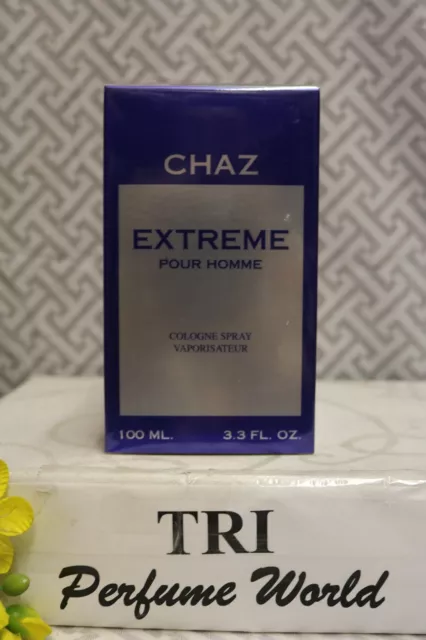 CHAZ
EXTREME
POUR HOMME
COLOGNE SPRAY
VAPORISATEUR
100 ML. 3.3 FL. OZ.
TRI
Perfume World